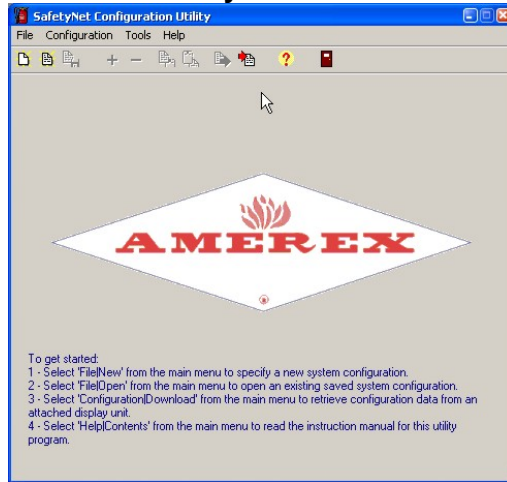 SafetyNet Configuration Utility
File Configuration Tools Help
AMEREX
To get started:
1 - Select 'File|New' from the main menu to specify a new system configuration.
2 - Select 'File|Open' from the main menu to open an existing saved system configuration.
3 - Select 'Configuration|Download' from the main menu to retrieve configuration data from an
attached display unit.
4 - Select 'Help|Contents' from the main menu to read the instruction manual for this utility
program.